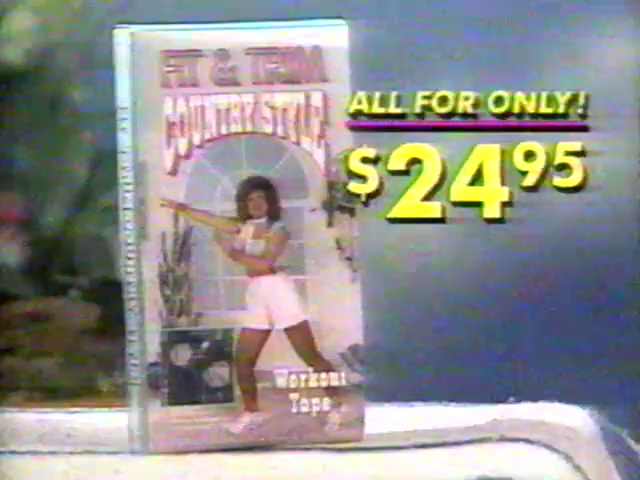 FIT & TRIM
COUNTRY STYLE
Workout
Tape
ALL FOR ONLY!
$24 95